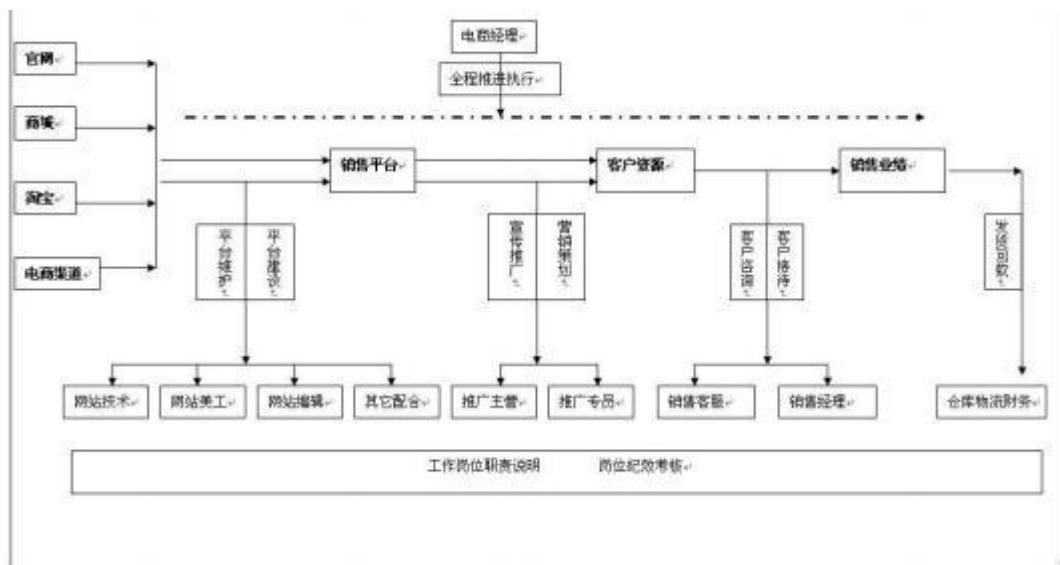 电商经理
官网
全程推进执行
商城
销售平台
客户资源
销售业绩
淘宝
平台维护
平台建设
宣传推广
营销策划
客户咨询
客户接待
发货回款
电商渠道
网站技术
网站美工
网站编辑
其它配合
推广主管
推广专员
销售客服
销售经理
仓库物流财务
工作岗位职责说明 岗位纪效考核